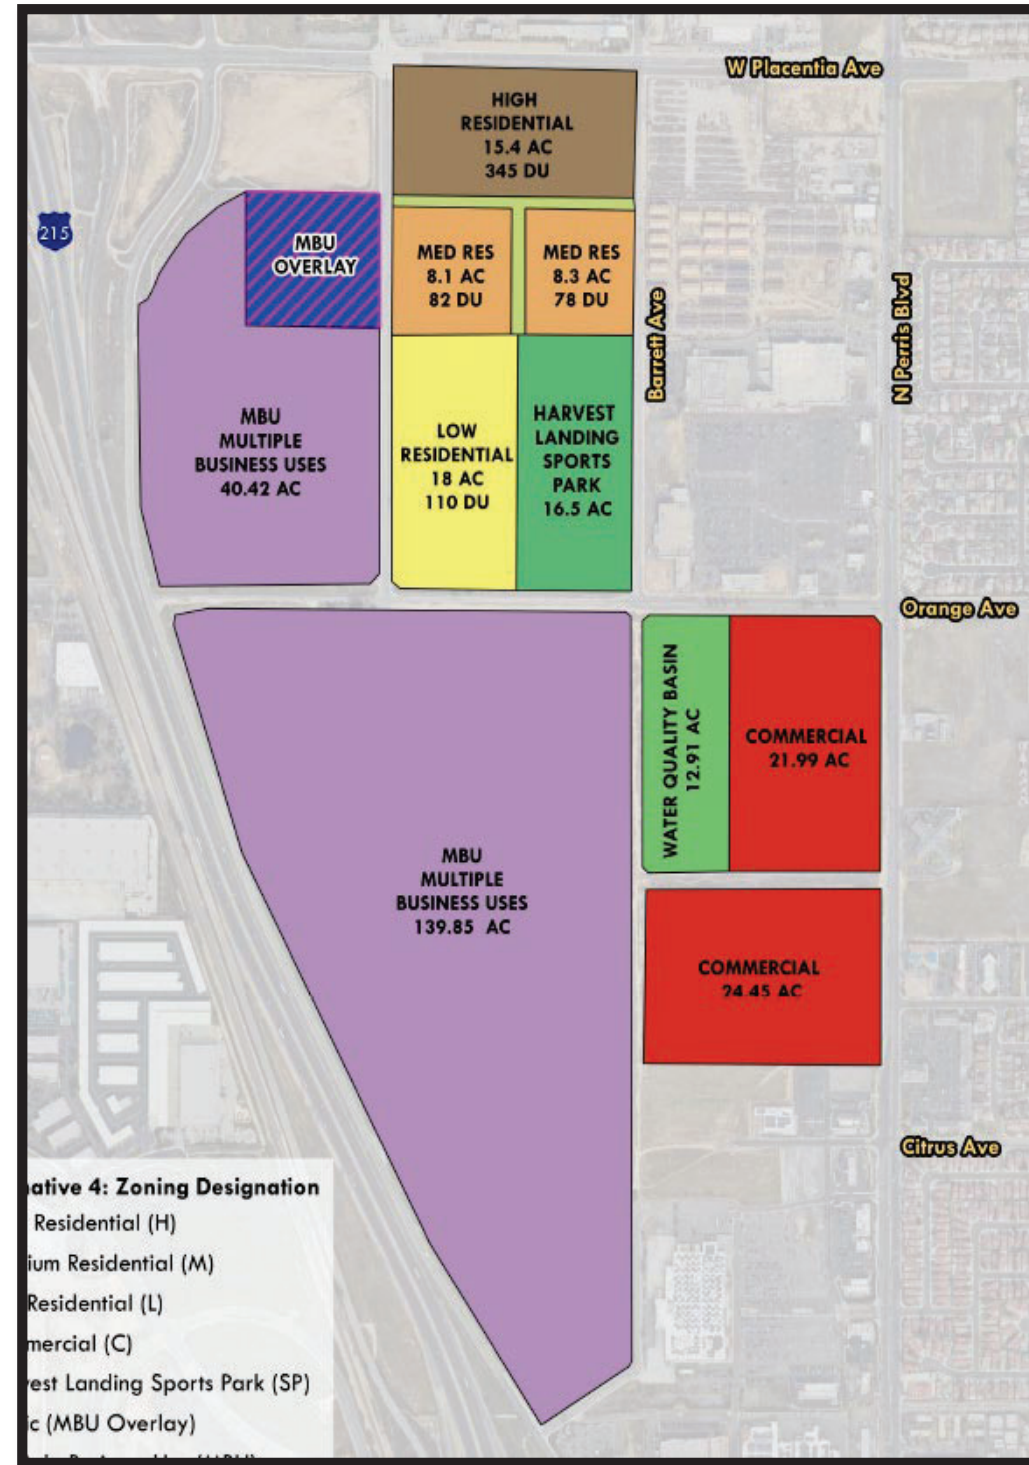 W Placentia Ave
HIGH
RESIDENTIAL
15.4 AC
345 DU
215
MBU
OVERLAY
MED RES
8.1 AC
82 DU
MED RES
8.3 AC
78 DU
Barrett Ave
N Perris Blvd
MBU
MULTIPLE
BUSINESS USES
40.42 AC
LOW
RESIDENTIAL
18 AC
110 DU
HARVEST
LANDING
SPORTS
PARK
16.5 AC
Orange Ave
WATER QUALITY BASIN
12.91 AC
COMMERCIAL
21.99 AC
MBU
MULTIPLE
BUSINESS USES
139.85 AC
COMMERCIAL
24.45 AC
Citrus Ave
ative 4: Zoning Designation
Residential (H)
ium Residential (M)
Residential (L)
mercial (C)
est Landing Sports Park (SP)
ic (MBU Overlay)